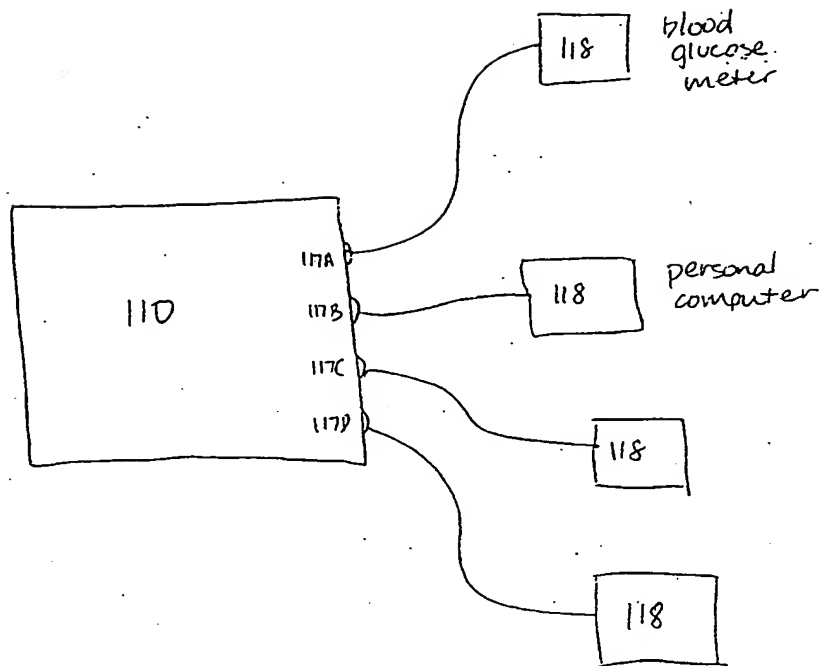 118
blood
glucose
meter
117A
110
117B
118
personal
computer
117C
117D
118
118